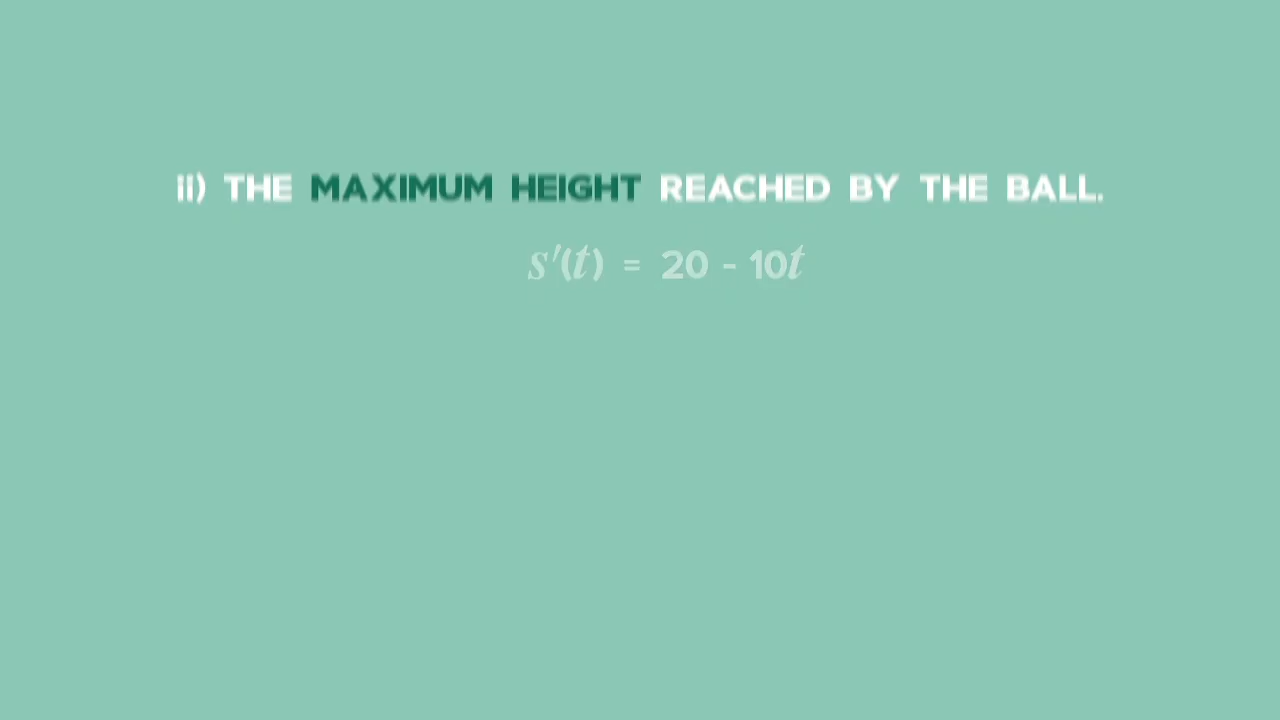 ii) THE MAXIMUM HEIGHT REACHED BY THE BALL.
s'(t) = 20 - 10t